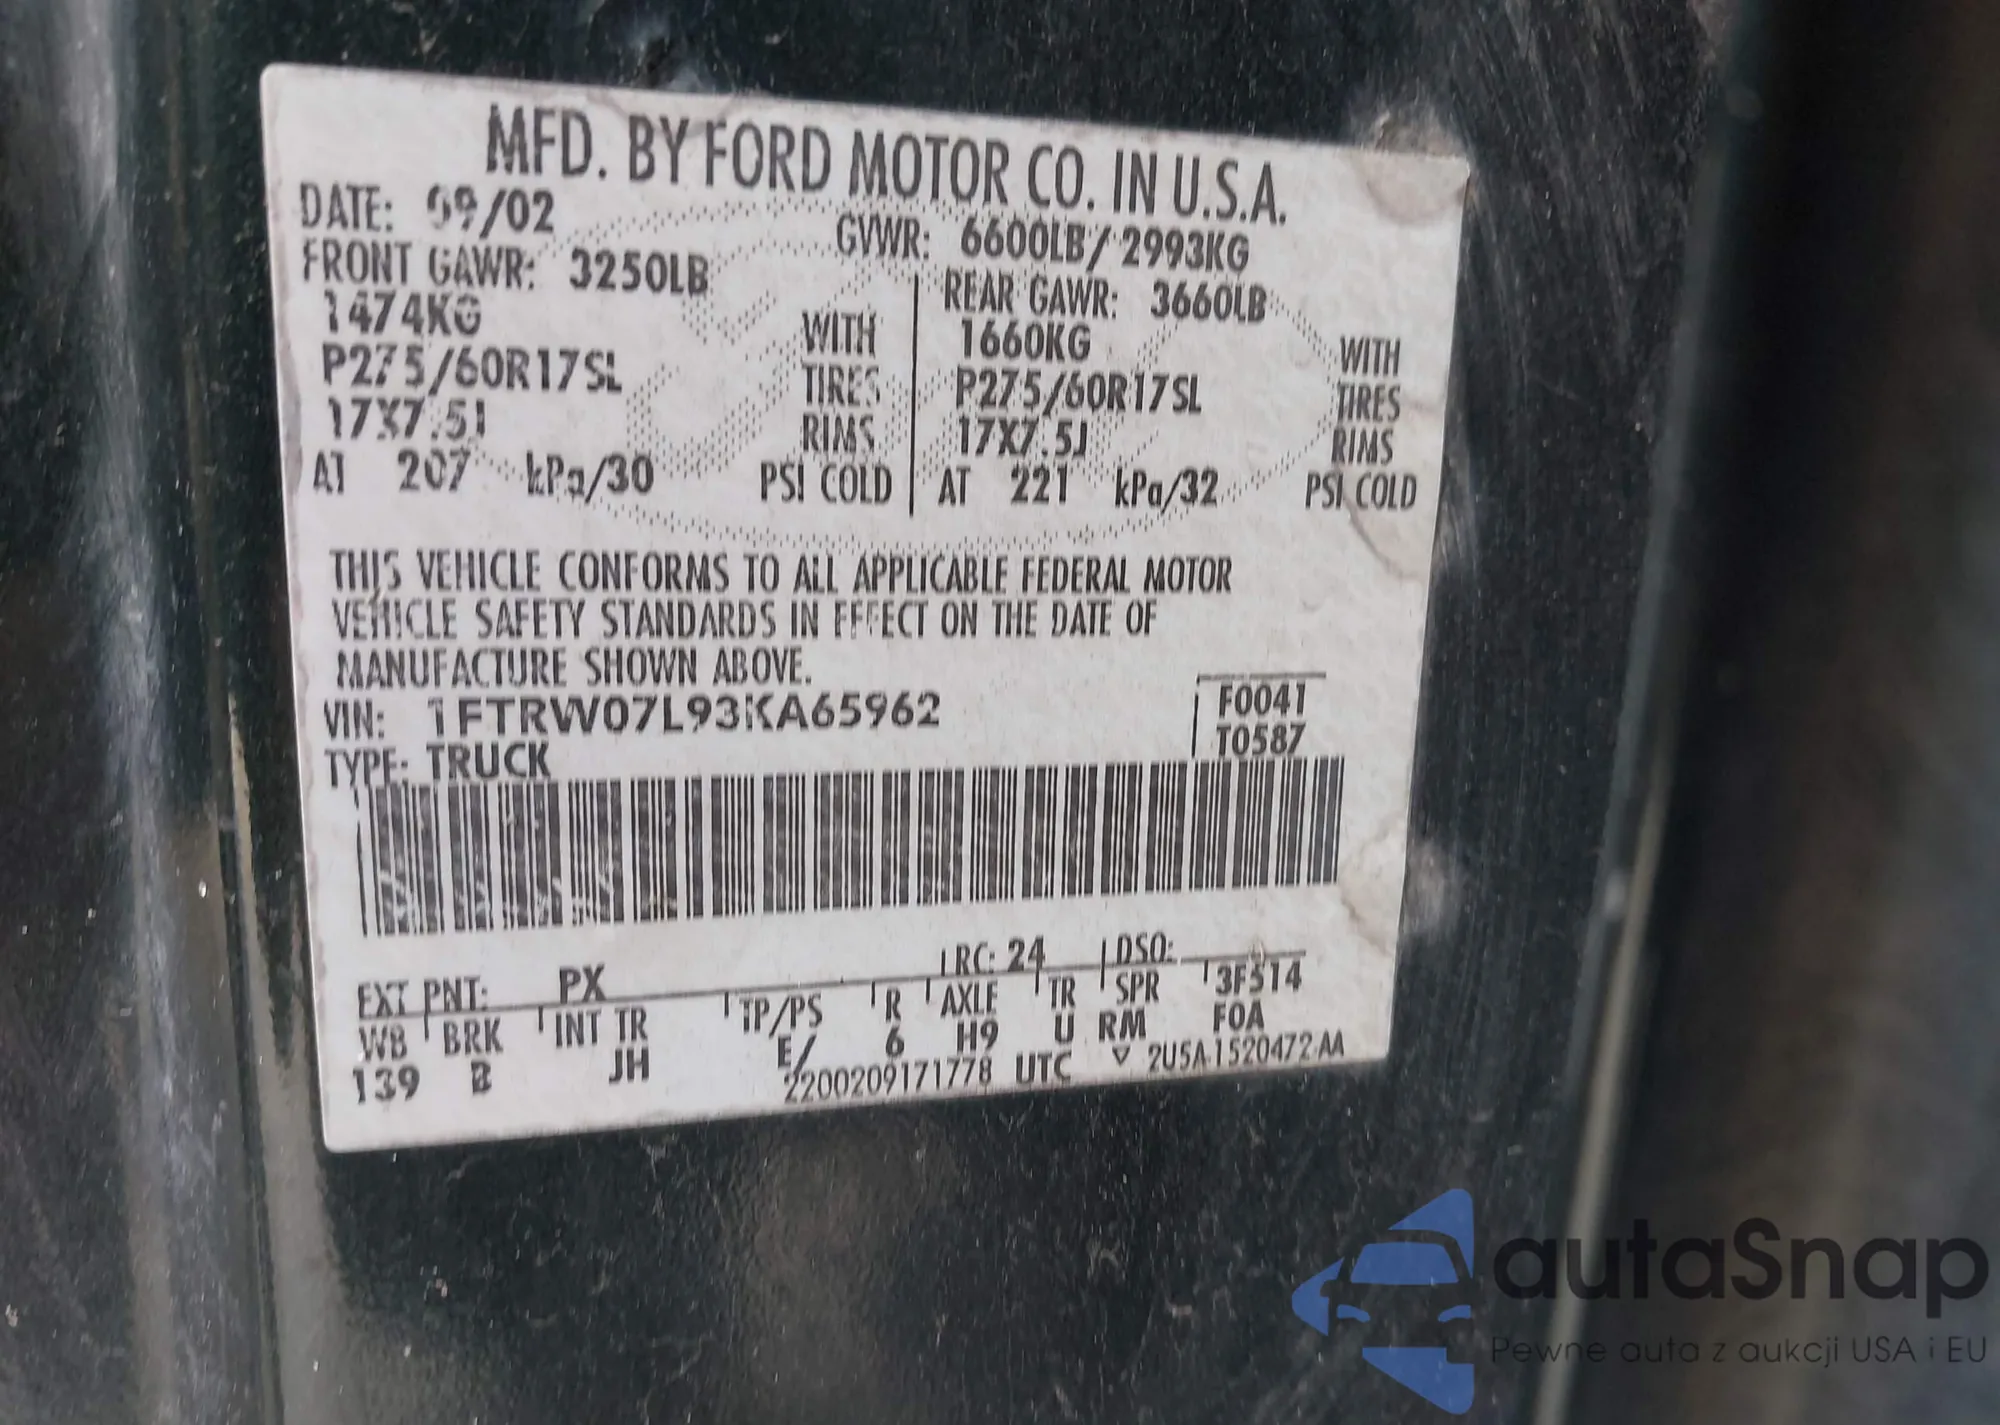 MFD. BY FORD MOTOR CO. IN U.S.A.
DATE: 09/02 GVWR: 6600LB/ 2993KG
FRONT GAWR: 3250LB REAR GAWR: 3660LB
1474KG WITH 1660KG WITH
P275/60R17SL TIRES P275/60R17SL TIRES
17X7.5J RIMS 17X7.5J RIMS
AT 207 kPa/30 PSI COLD AT 221 kPa/32 PSI COLD
THIS VEHICLE CONFORMS TO ALL APPLICABLE FEDERAL MOTOR
VEHICLE SAFETY STANDARDS IN EFFECT ON THE DATE OF
MANUFACTURE SHOWN ABOVE.
VIN: 1FTRW07L93KA65962 F0041
TYPE: TRUCK T0587
EXT PNT: PX RC: 24 DSO:
WB BRK INT TR TP/PS R AXLE TR SPR 3F514
139 B JH E/ 6 H9 U RM F0A
2200209171778 UTC ▽ 2U5A-1520472-AA
autaSnap
Pewne auta z aukcji USA i EU